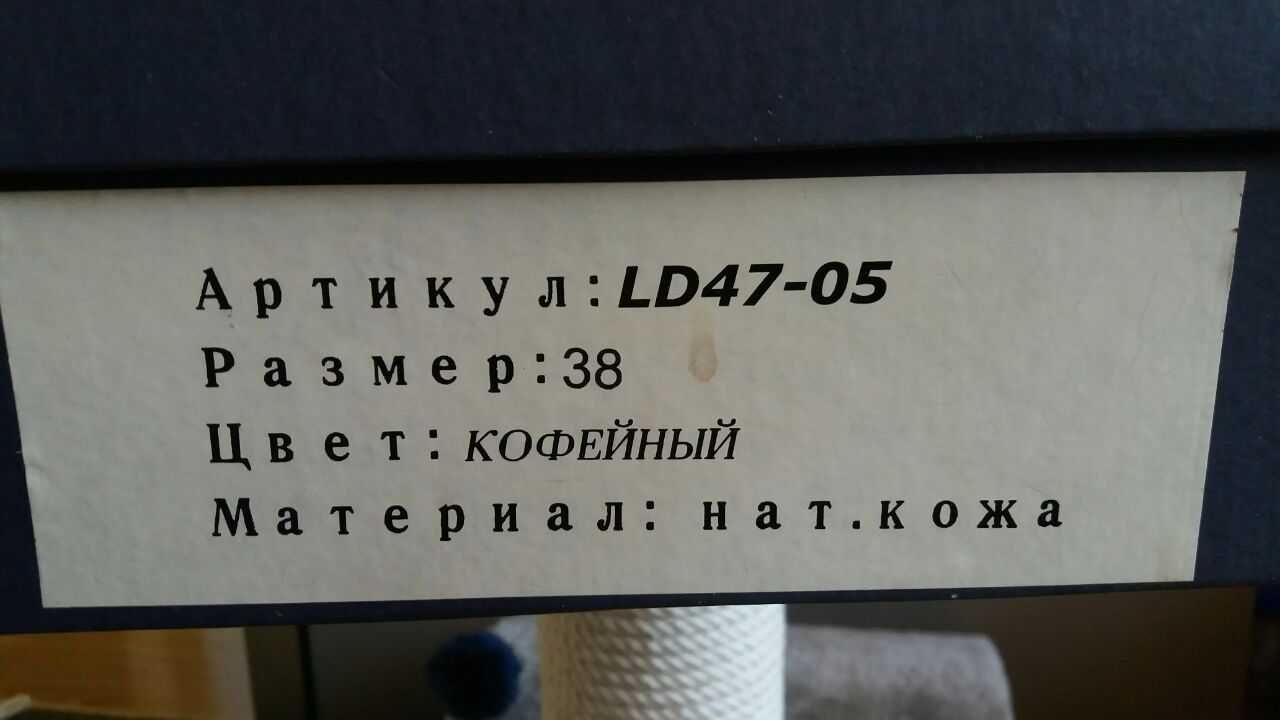 Артикул:LD47-05
Размер:38
Цвет: КОФЕЙНЫЙ
Материал: нат.кожа